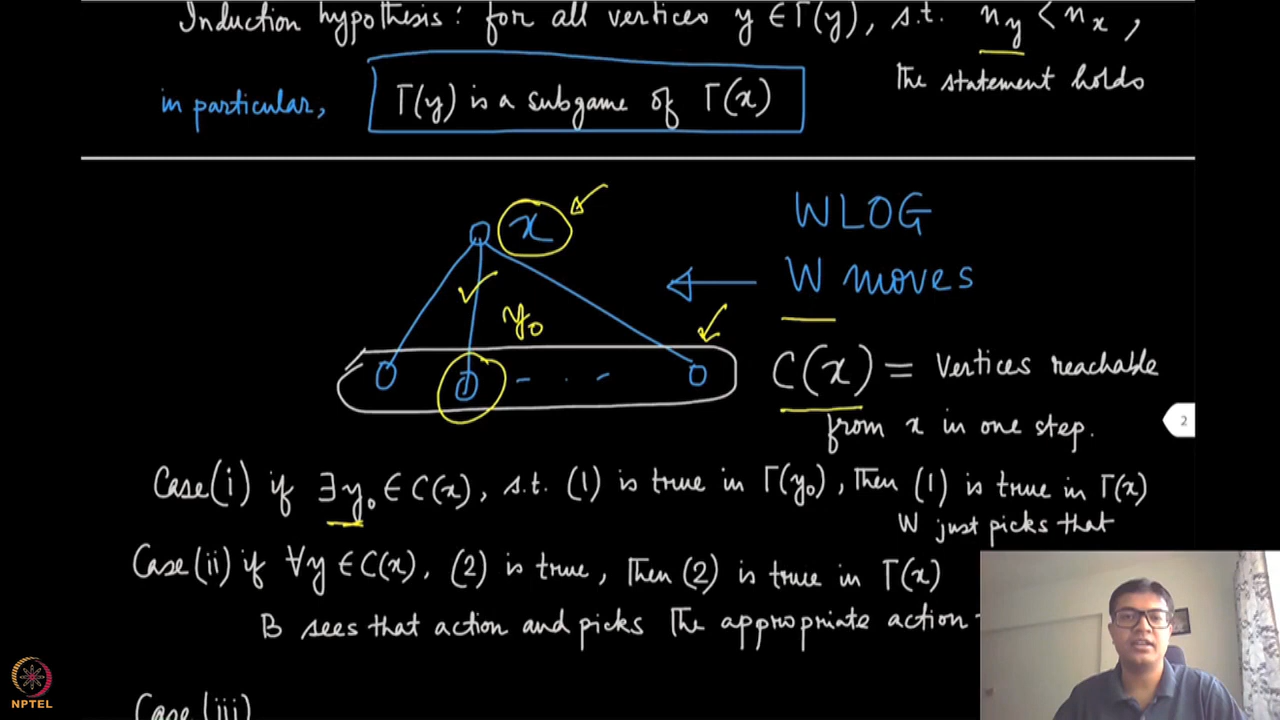 Induction hypothesis: for all vertices y ∈ Γ(y), s.t. n_y < n_x,
the statement holds
in particular, Γ(y) is a subgame of Γ(x)
x
WLOG
W moves
y₀
C(x) = Vertices reachable
from x in one step.
2
Case(i) if ∃ y₀ ∈ C(x), s.t. (1) is true in Γ(y₀), Then (1) is true in Γ(x)
W just picks that
Case(ii) if ∀y ∈ C(x), (2) is true, Then (2) is true in Γ(x)
B sees that action and picks The appropriate action
Case(iii)
NPTEL